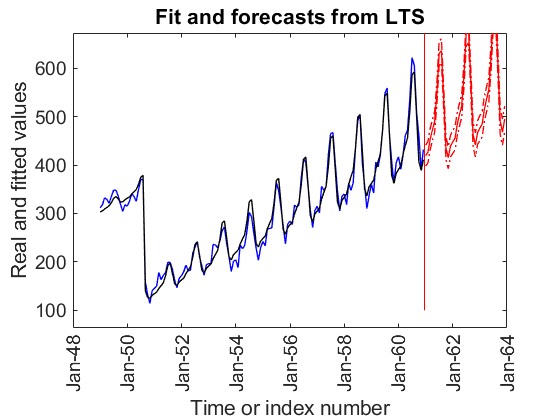 Fit and forecasts from LTS
Real and fitted values
600
500
400
300
200
100
Jan-48
Jan-50
Jan-52
Jan-54
Jan-56
Jan-58
Jan-60
Jan-62
Jan-64
Time or index number